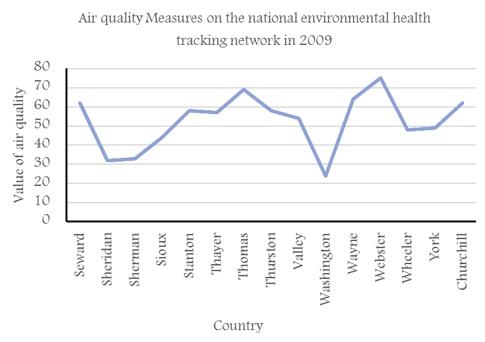 Air quality Measures on the national environmental health
tracking network in 2009
Value of air quality
80
70
60
50
40
30
20
10
0
Seward
Sheridan
Sherman
Sioux
Stanton
Thayer
Thomas
Thurston
Valley
Washington
Wayne
Webster
Wheeler
York
Churchill
Country